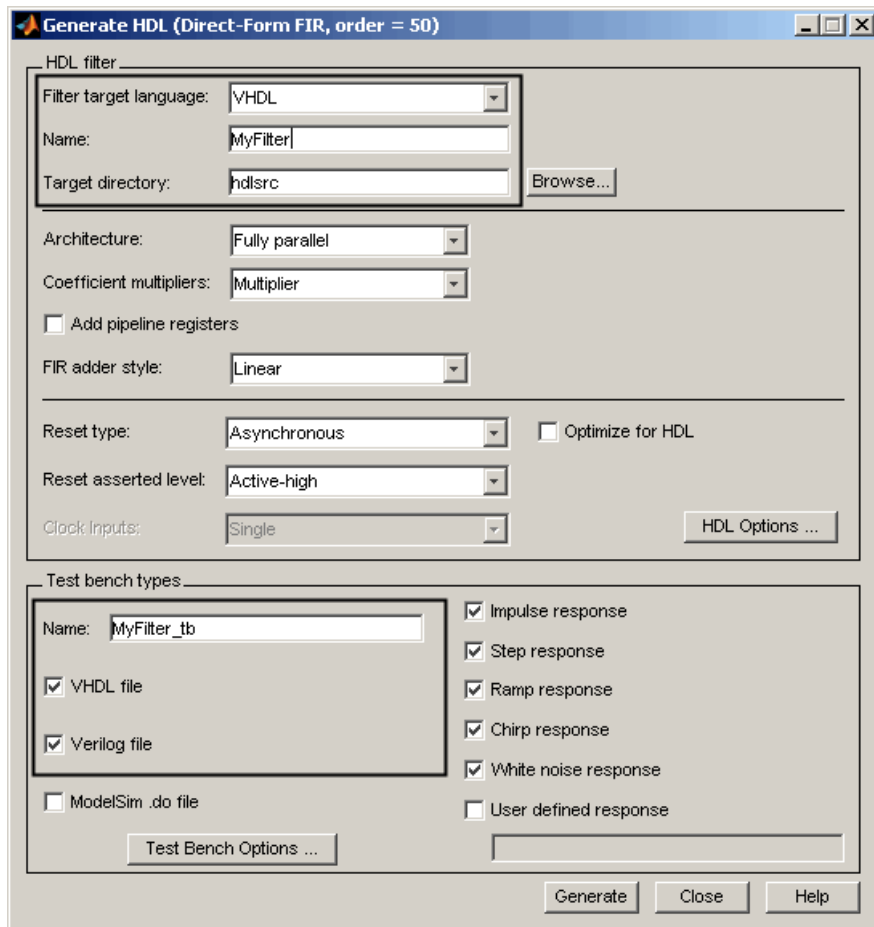 Generate HDL (Direct-Form FIR, order = 50)
HDL filter
Filter target language: VHDL
Name: MyFilter
Target directory: hdlsrc Browse...
Architecture: Fully parallel
Coefficient multipliers: Multiplier
Add pipeline registers
FIR adder style: Linear
Reset type: Asynchronous Optimize for HDL
Reset asserted level: Active-high
Clock Inputs: Single HDL Options ...
Test bench types
Name: MyFilter_tb
VHDL file
Verilog file
ModelSim .do file
Test Bench Options ...
Impulse response
Step response
Ramp response
Chirp response
White noise response
User defined response
Generate Close Help